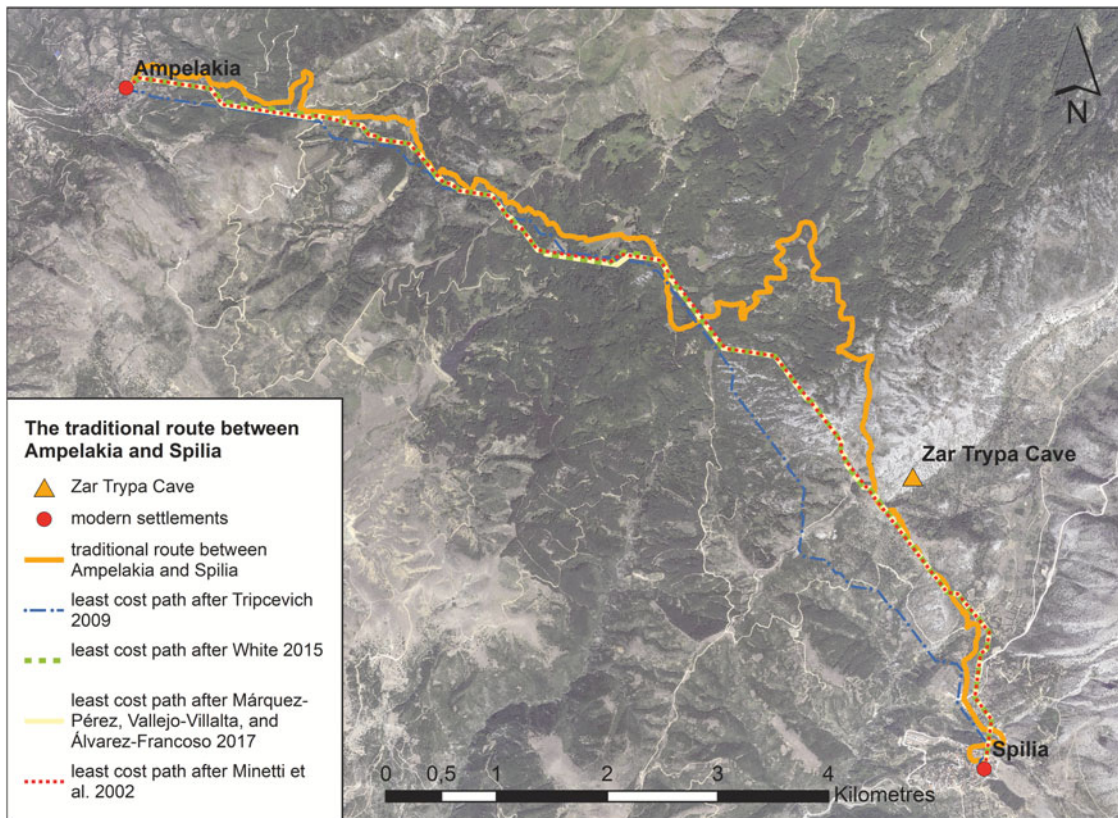 Ampelakia
N
Zar Trypa Cave
The traditional route between
Ampelakia and Spilia
Zar Trypa Cave
modern settlements
traditional route between
Ampelakia and Spilia
least cost path after Tripcevich
2009
least cost path after White 2015
least cost path after Márquez-
Pérez, Vallejo-Villalta, and
Álvarez-Francoso 2017
least cost path after Minetti et
al. 2002
Spilia
0 0,5 1 2 3 4
Kilometres